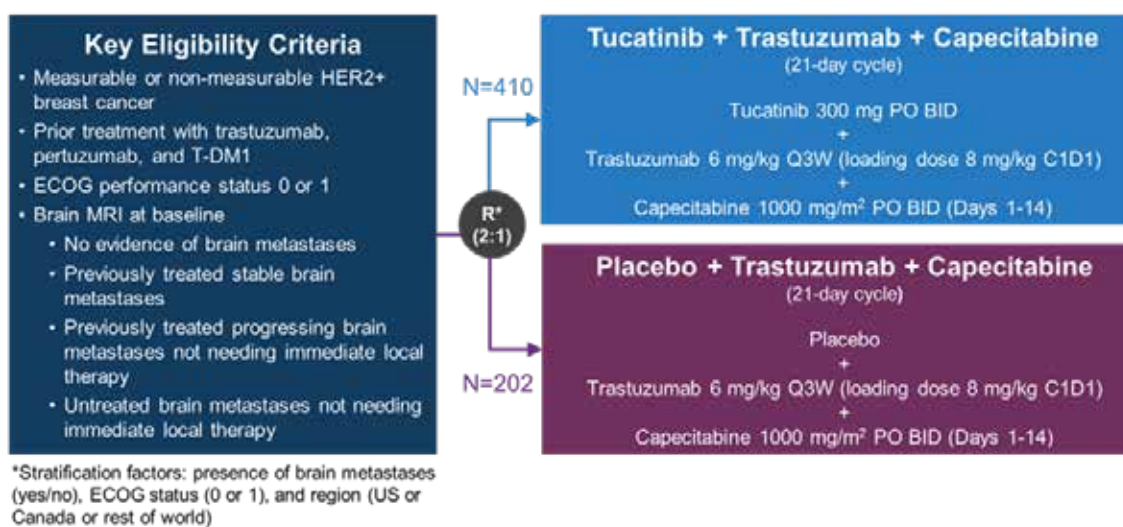 Key Eligibility Criteria
• Measurable or non-measurable HER2+
breast cancer
• Prior treatment with trastuzumab,
pertuzumab, and T-DM1
• ECOG performance status 0 or 1
• Brain MRI at baseline
• No evidence of brain metastases
• Previously treated stable brain
metastases
• Previously treated progressing brain
metastases not needing immediate local
therapy
• Untreated brain metastases not needing
immediate local therapy
*Stratification factors: presence of brain metastases
(yes/no), ECOG status (0 or 1), and region (US or
Canada or rest of world)
R*
(2:1)
N=410
Tucatinib + Trastuzumab + Capecitabine
(21-day cycle)
Tucatinib 300 mg PO BID
+
Trastuzumab 6 mg/kg Q3W (loading dose 8 mg/kg C1D1)
+
Capecitabine 1000 mg/m² PO BID (Days 1-14)
N=202
Placebo + Trastuzumab + Capecitabine
(21-day cycle)
Placebo
+
Trastuzumab 6 mg/kg Q3W (loading dose 8 mg/kg C1D1)
+
Capecitabine 1000 mg/m² PO BID (Days 1-14)